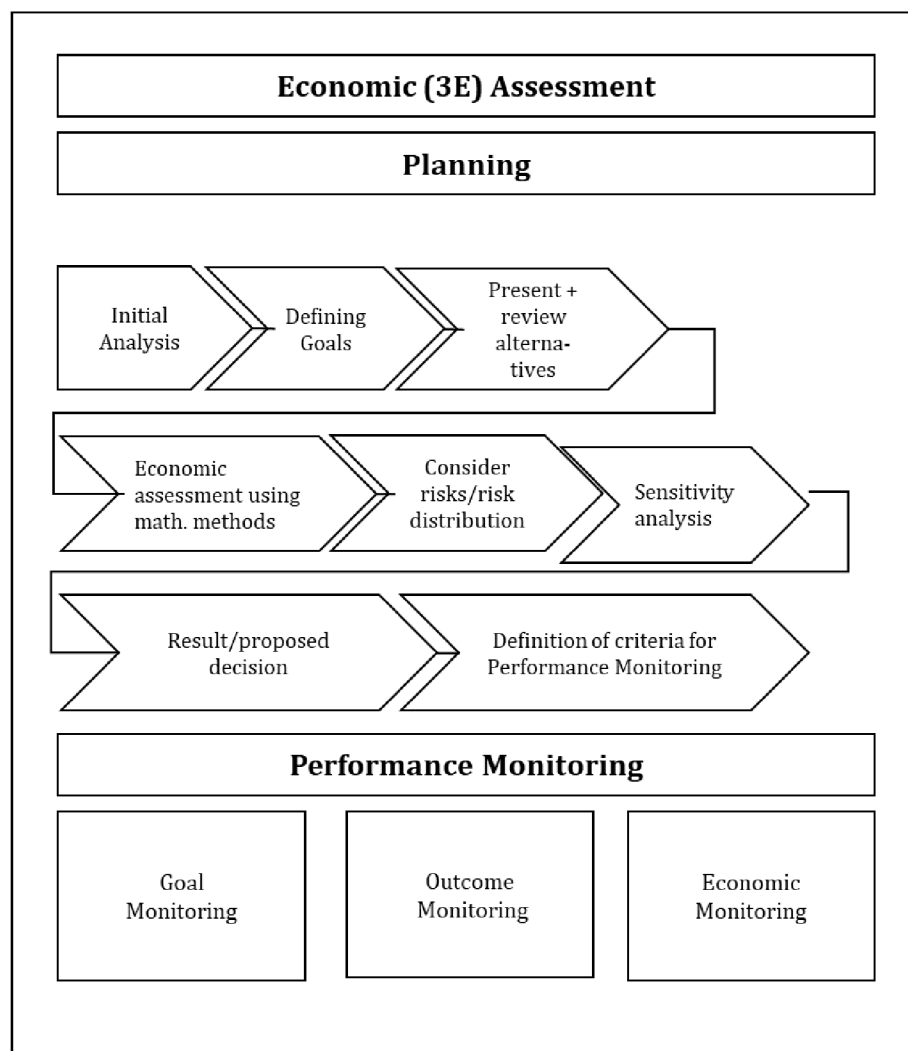 Economic (3E) Assessment
Planning
Initial
Analysis
Defining
Goals
Present +
review
alterna-
tives
Economic
assessment using
math. methods
Consider
risks/risk
distribution
Sensitivity
analysis
Result/proposed
decision
Definition of criteria for
Performance Monitoring
Performance Monitoring
Goal
Monitoring
Outcome
Monitoring
Economic
Monitoring